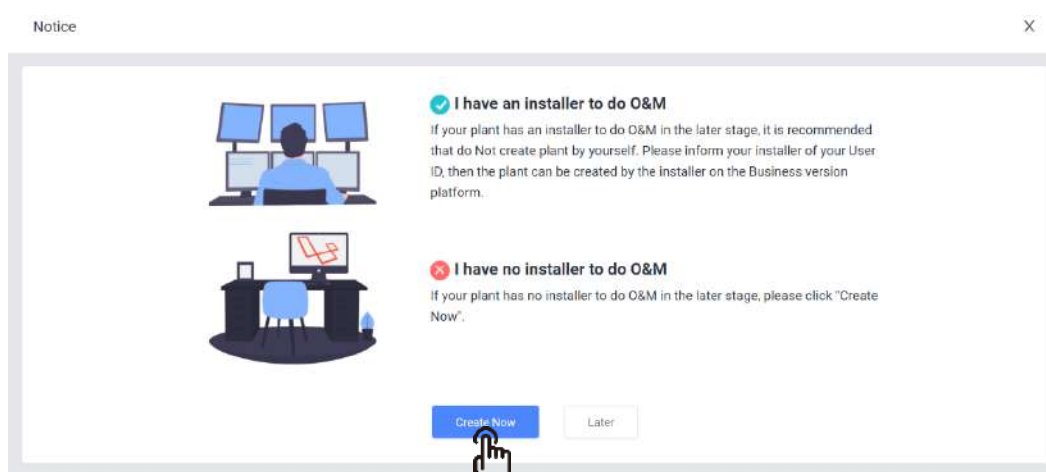 Notice
X
I have an installer to do O&M
If your plant has an installer to do O&M in the later stage, it is recommended
that do Not create plant by yourself. Please inform your installer of your User
ID, then the plant can be created by the installer on the Business version
platform.
I have no installer to do O&M
If your plant has no installer to do O&M in the later stage, please click "Create
Now".
Create Now
Later